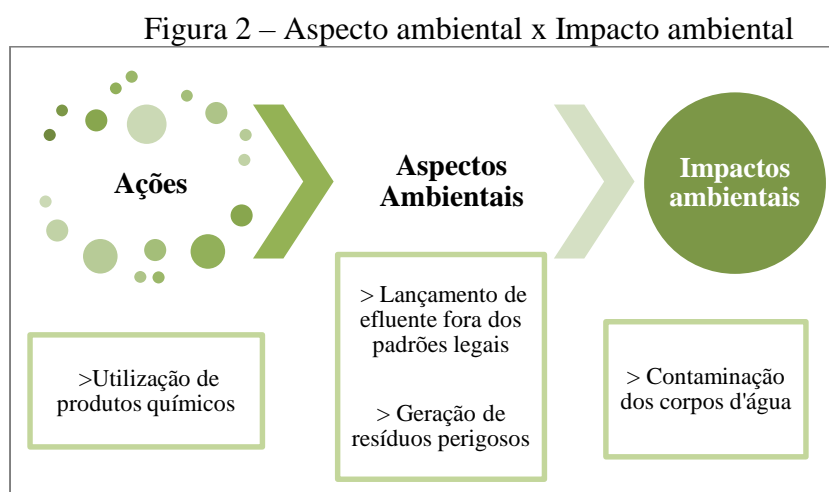 Figura 2 – Aspecto ambiental x Impacto ambiental
Ações
Aspectos
Ambientais
Impactos
ambientais
>Utilização de
produtos químicos
> Lançamento de
efluente fora dos
padrões legais
> Geração de
resíduos perigosos
> Contaminação
dos corpos d'água